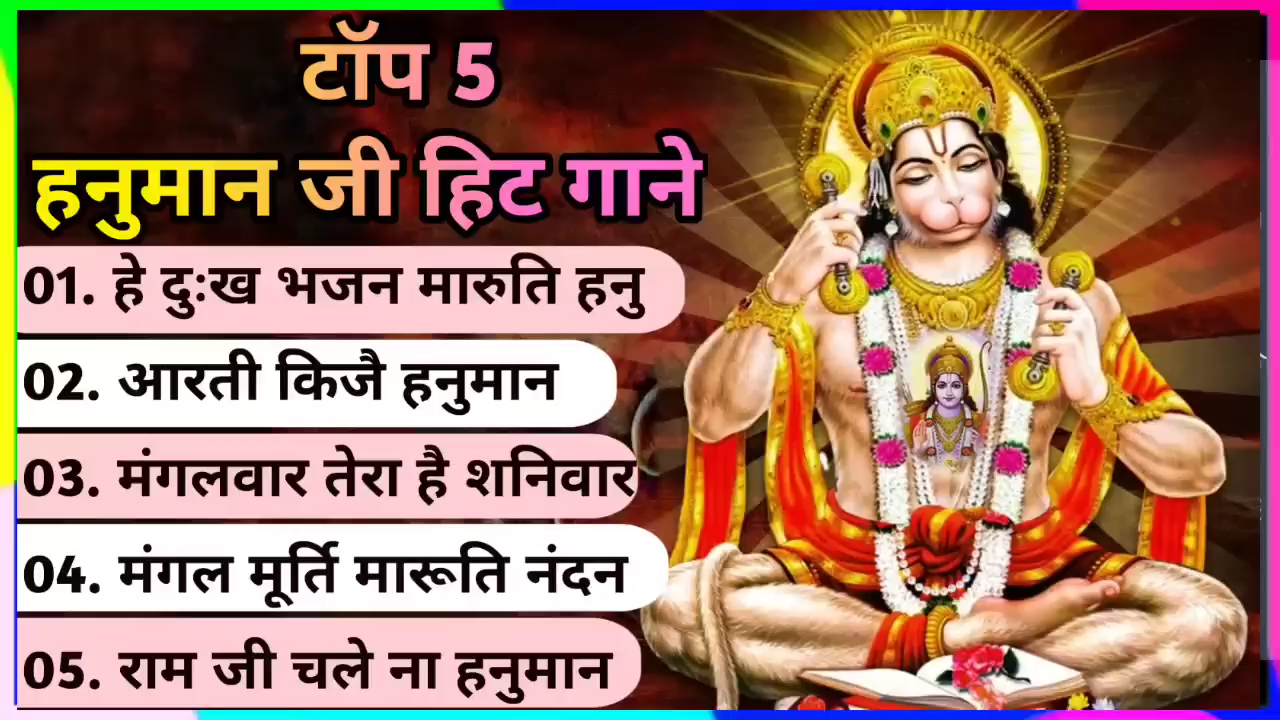 टॉप 5
हनुमान जी हिट गाने
01. हे दुःख भजन मारुति हनु
02. आरती किजै हनुमान
03. मंगलवार तेरा है शनिवार
04. मंगल मूर्ति मारूति नंदन
05. राम जी चले ना हनुमान